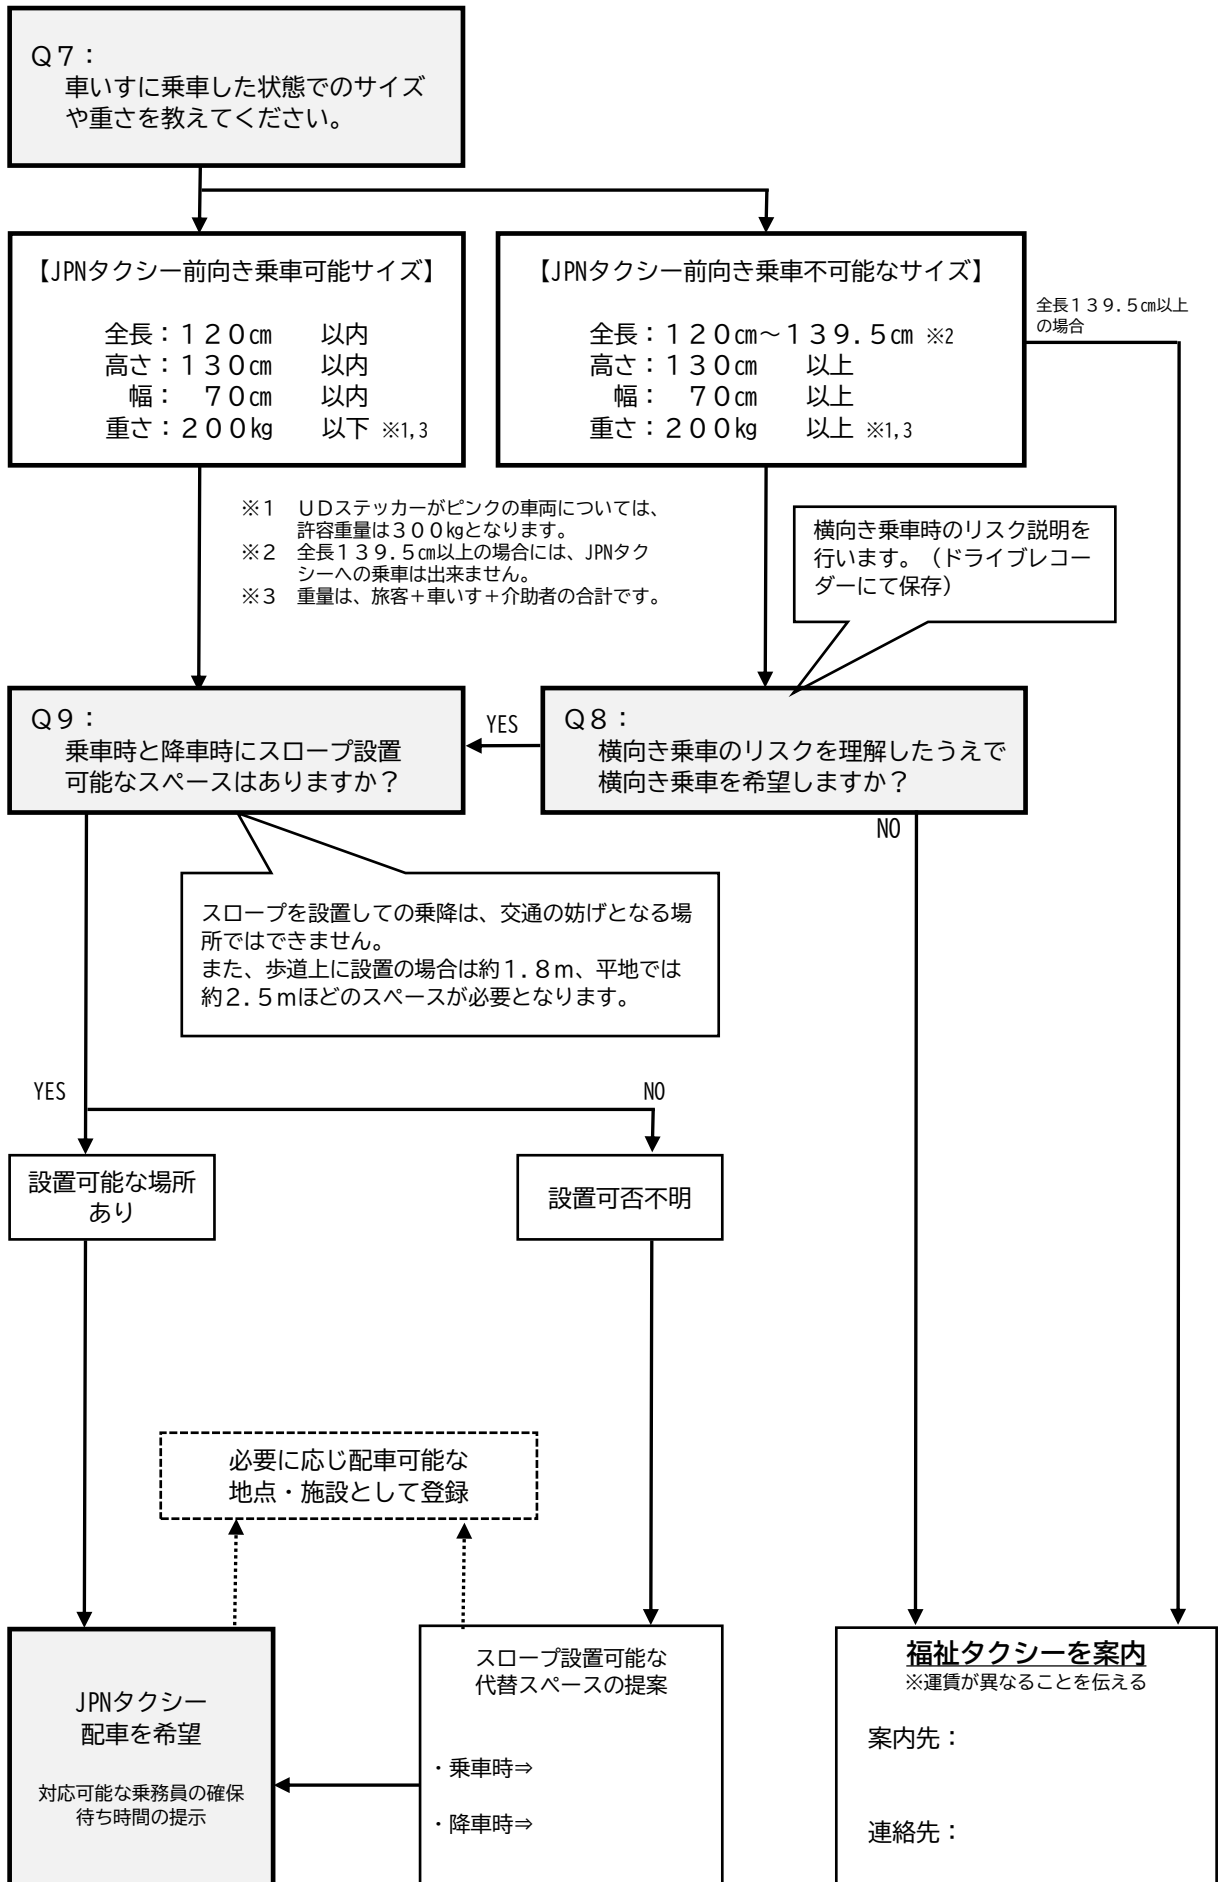 Ｑ７：
車いすに乗車した状態でのサイズ
や重さを教えてください。
【JPNタクシー前向き乗車可能サイズ】
全長：１２０㎝　　以内
高さ：１３０㎝　　以内
幅：　７０㎝　　以内
重さ：２００㎏　　以下 ※1,3
【JPNタクシー前向き乗車不可能なサイズ】
全長：１２０㎝～１３９.５㎝ ※2
高さ：１３０㎝　　以上
幅：　７０㎝　　以上
重さ：２００㎏　　以上 ※1,3
全長１３９.５㎝以上
の場合
※１　ＵＤステッカーがピンクの車両については、
許容重量は３００㎏となります。
※２　全長１３９.５㎝以上の場合には、JPNタク
シーへの乗車は出来ません。
※３　重量は、旅客＋車いす＋介助者の合計です。
横向き乗車時のリスク説明を
行います。（ドライブレコー
ダーにて保存）
Ｑ９：
乗車時と降車時にスロープ設置
可能なスペースはありますか？
YES
Ｑ８：
横向き乗車のリスクを理解したうえで
横向き乗車を希望しますか？
NO
スロープを設置しての乗降は、交通の妨げとなる場
所ではできません。
また、歩道上に設置の場合は約１.８ｍ、平地では
約２.５ｍほどのスペースが必要となります。
YES
NO
設置可能な場所
あり
設置可否不明
必要に応じ配車可能な
地点・施設として登録
JPNタクシー
配車を希望
対応可能な乗務員の確保
待ち時間の提示
スロープ設置可能な
代替スペースの提案
・乗車時⇒
・降車時⇒
福祉タクシーを案内
※運賃が異なることを伝える
案内先：
連絡先：